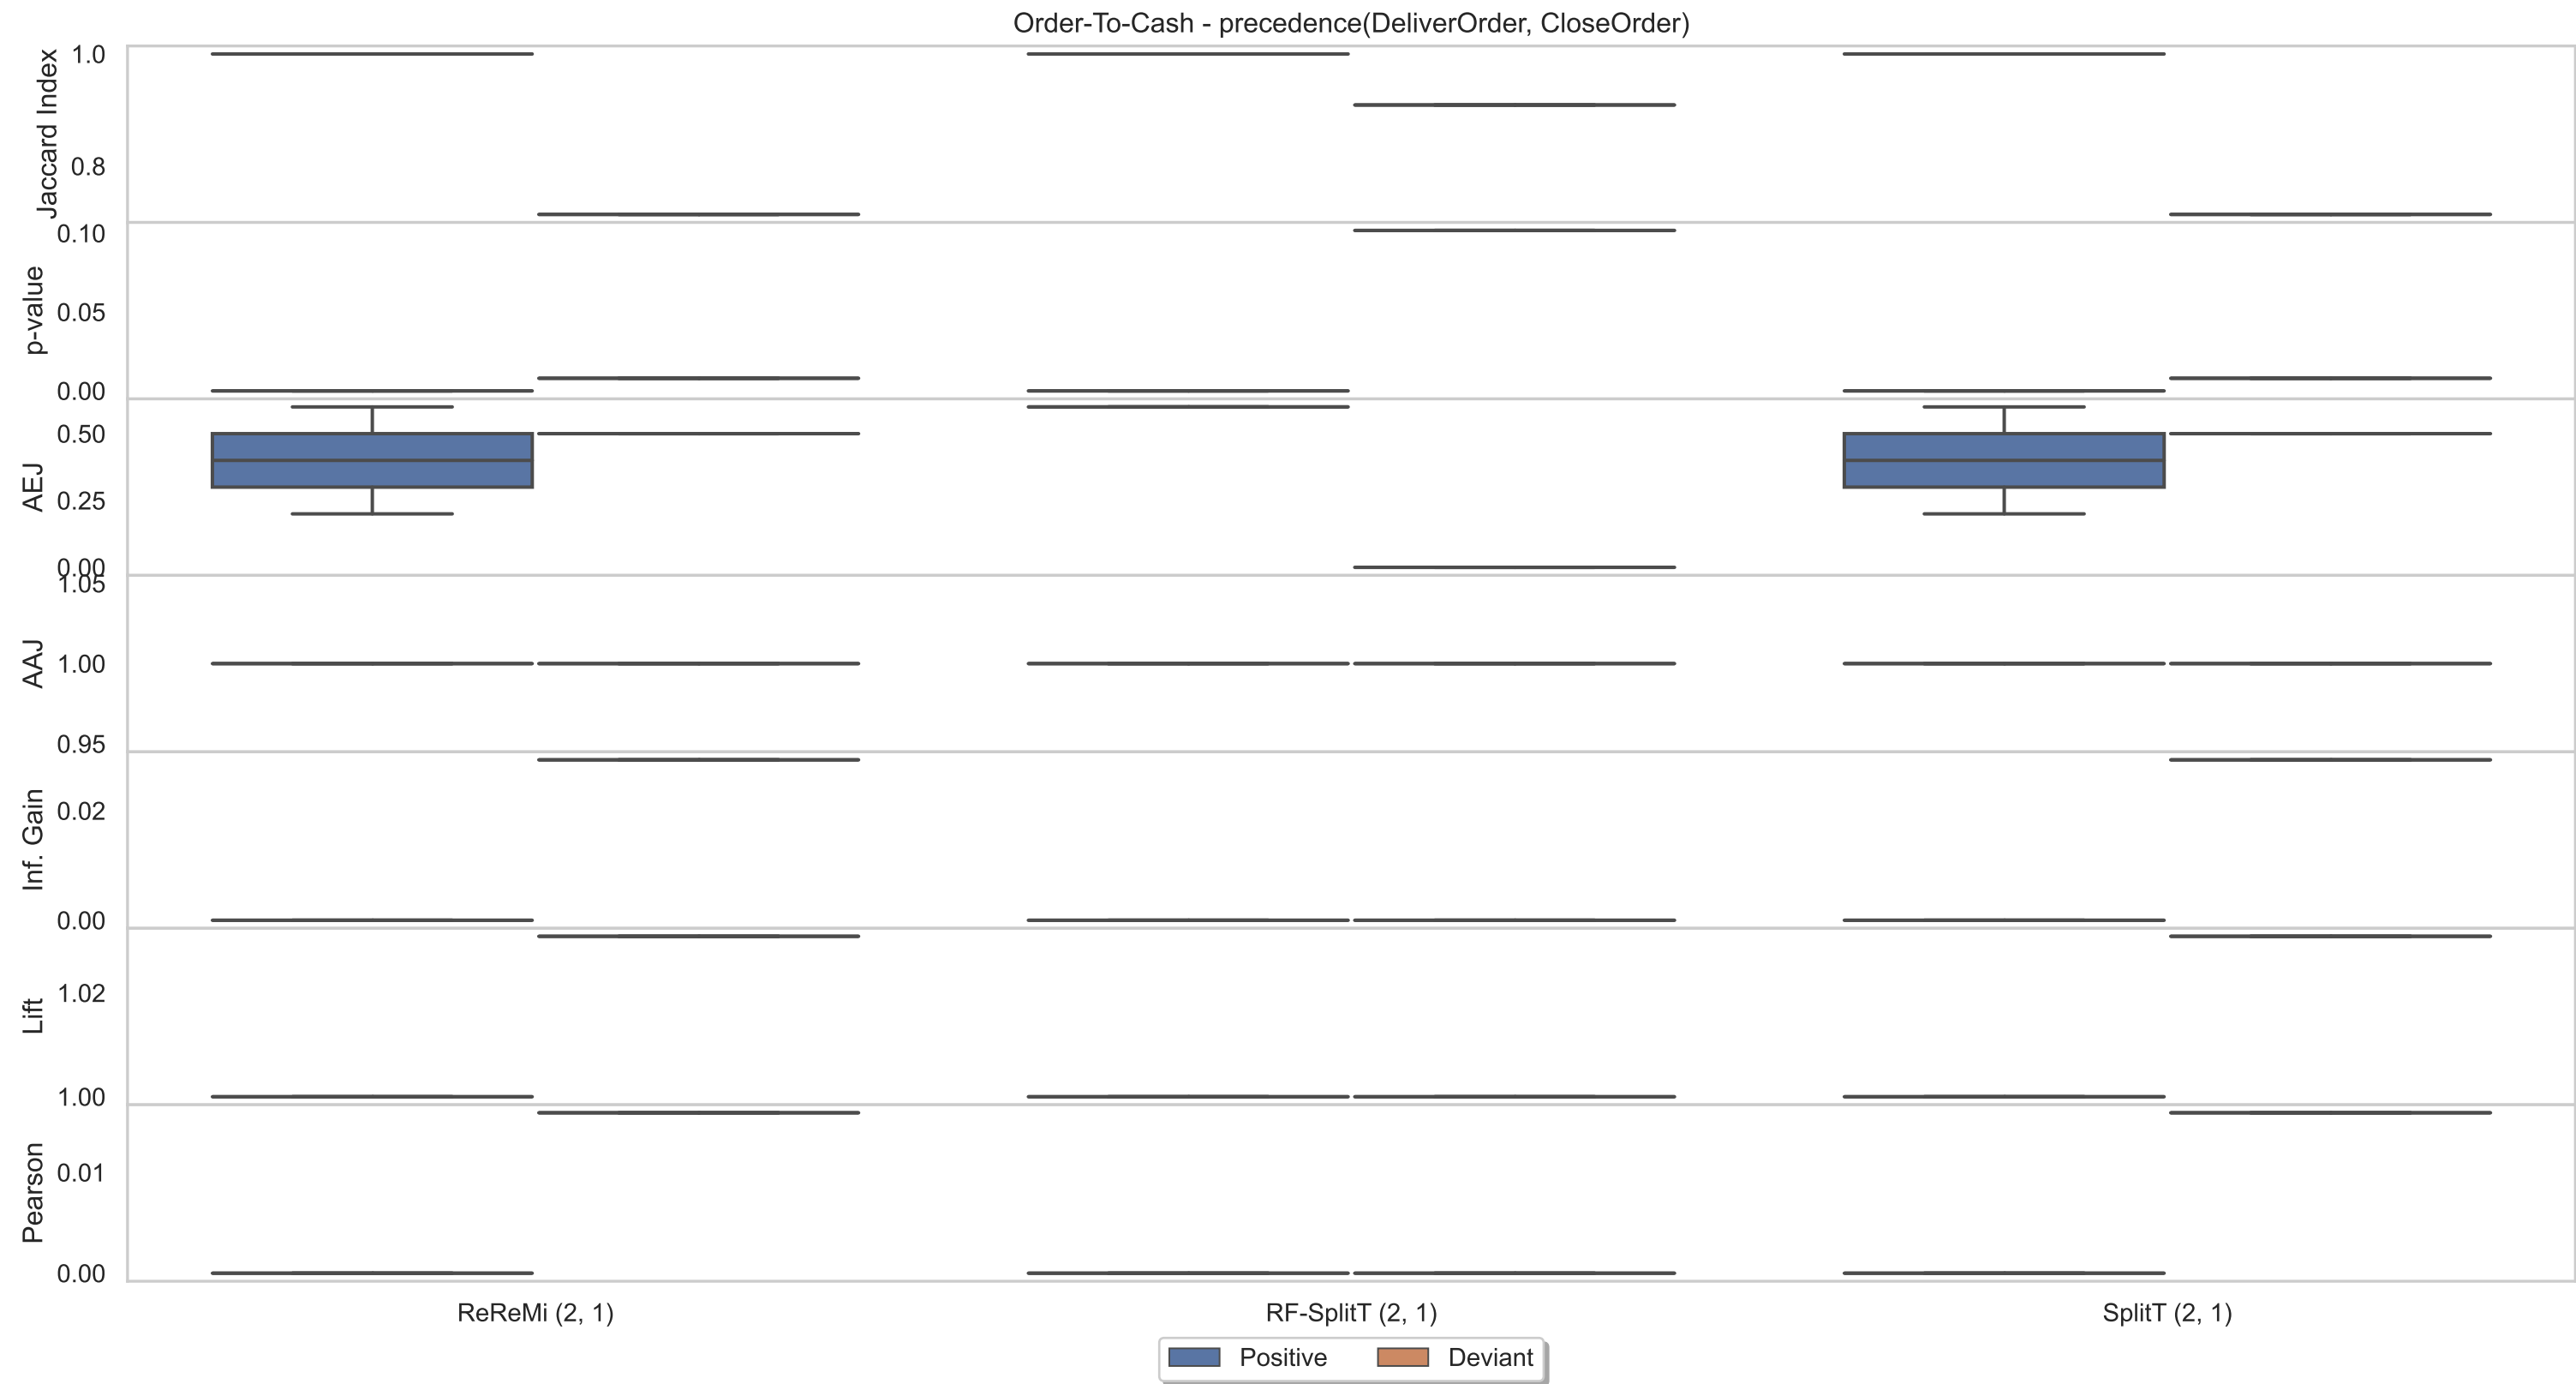 Order-To-Cash - precedence(DeliverOrder, CloseOrder)
Jaccard Index
1.0
0.8
p-value
0.10
0.05
0.00
AEJ
0.50
0.25
0.00
AAJ
1.05
1.00
0.95
Inf. Gain
0.02
0.00
Lift
1.02
1.00
Pearson
0.01
0.00
ReReMi (2, 1)
RF-SplitT (2, 1)
SplitT (2, 1)
Positive
Deviant